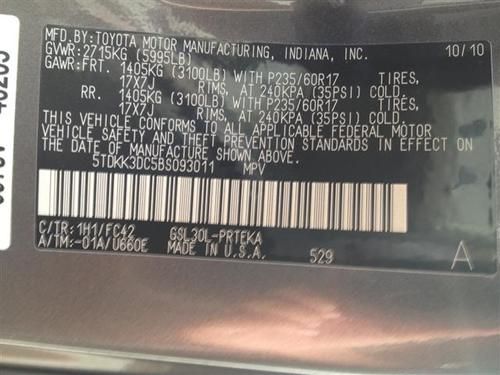 MFD.BY:TOYOTA MOTOR MANUFACTURING, INDIANA, INC. 10/10
GVWR:2715KG (5995LB)
GAWR:FRT. 1405KG (3100LB) WITH P235/60R17 TIRES,
17X7J RIMS, AT 240KPA (35PSI) COLD.
RR. 1405KG (3100LB) WITH P235/60R17 TIRES,
17X7J RIMS, AT 240KPA (35PSI) COLD.
THIS VEHICLE CONFORMS TO ALL APPLICABLE FEDERAL MOTOR
VEHICLE SAFETY AND THEFT PREVENTION STANDARDS IN EFFECT ON
THE DATE OF MANUFACTURE SHOWN ABOVE.
5TDKK3DC5BS093011 MPV
C/TR:1H1/FC42 GSL30L-PRTEKA
A/TM:-01A/U660E MADE IN U.S.A. 529 A